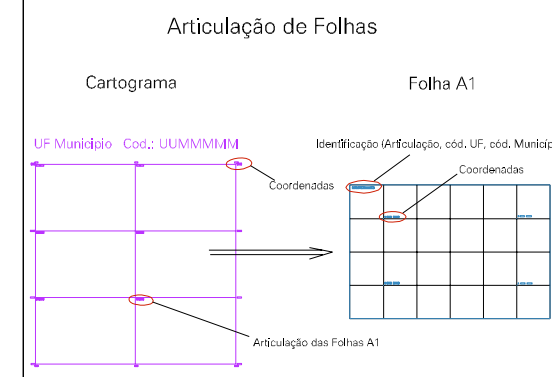 Articulação de Folhas
Cartograma
Folha A1
UF Municipio Cod.: UUMMMMM
Identificação (Articulação, cód. UF, cód. Municíp
Coordenadas
Coordenadas
Articulação das Folhas A1